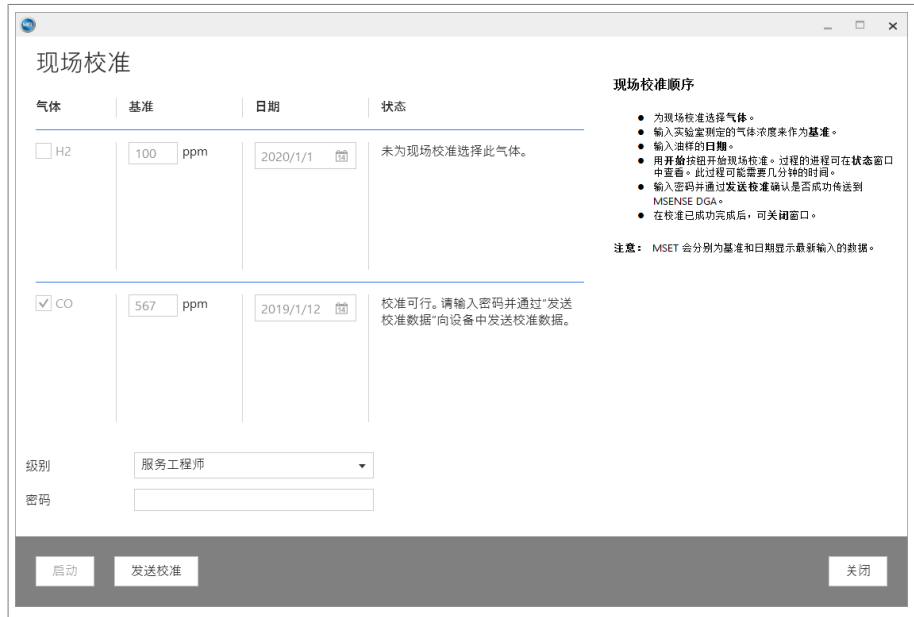 现场校准
气体 基准 日期 状态
H2 100 ppm 2020/1/1 14 未为现场校准选择此气体。
CO 567 ppm 2019/1/12 14 校准可行。请输入密码并通过“发送
校准数据”向设备中发送校准数据。
级别 服务工程师
密码
启动 发送校准 关闭
现场校准顺序
● 为现场校准选择气体。
● 输入实验室测定的气体浓度来作为基准。
● 输入油样的日期。
● 用开始按钮开始现场校准。过程的进程可在状态窗口
中查看。此过程可能需要几分钟的时间。
● 输入密码并通过发送校准确认是否成功传送到
MSENSE DGA。
● 在校准已成功完成后，可关闭窗口。
注意： MSET 会分别为基准和日期显示最新输入的数据。